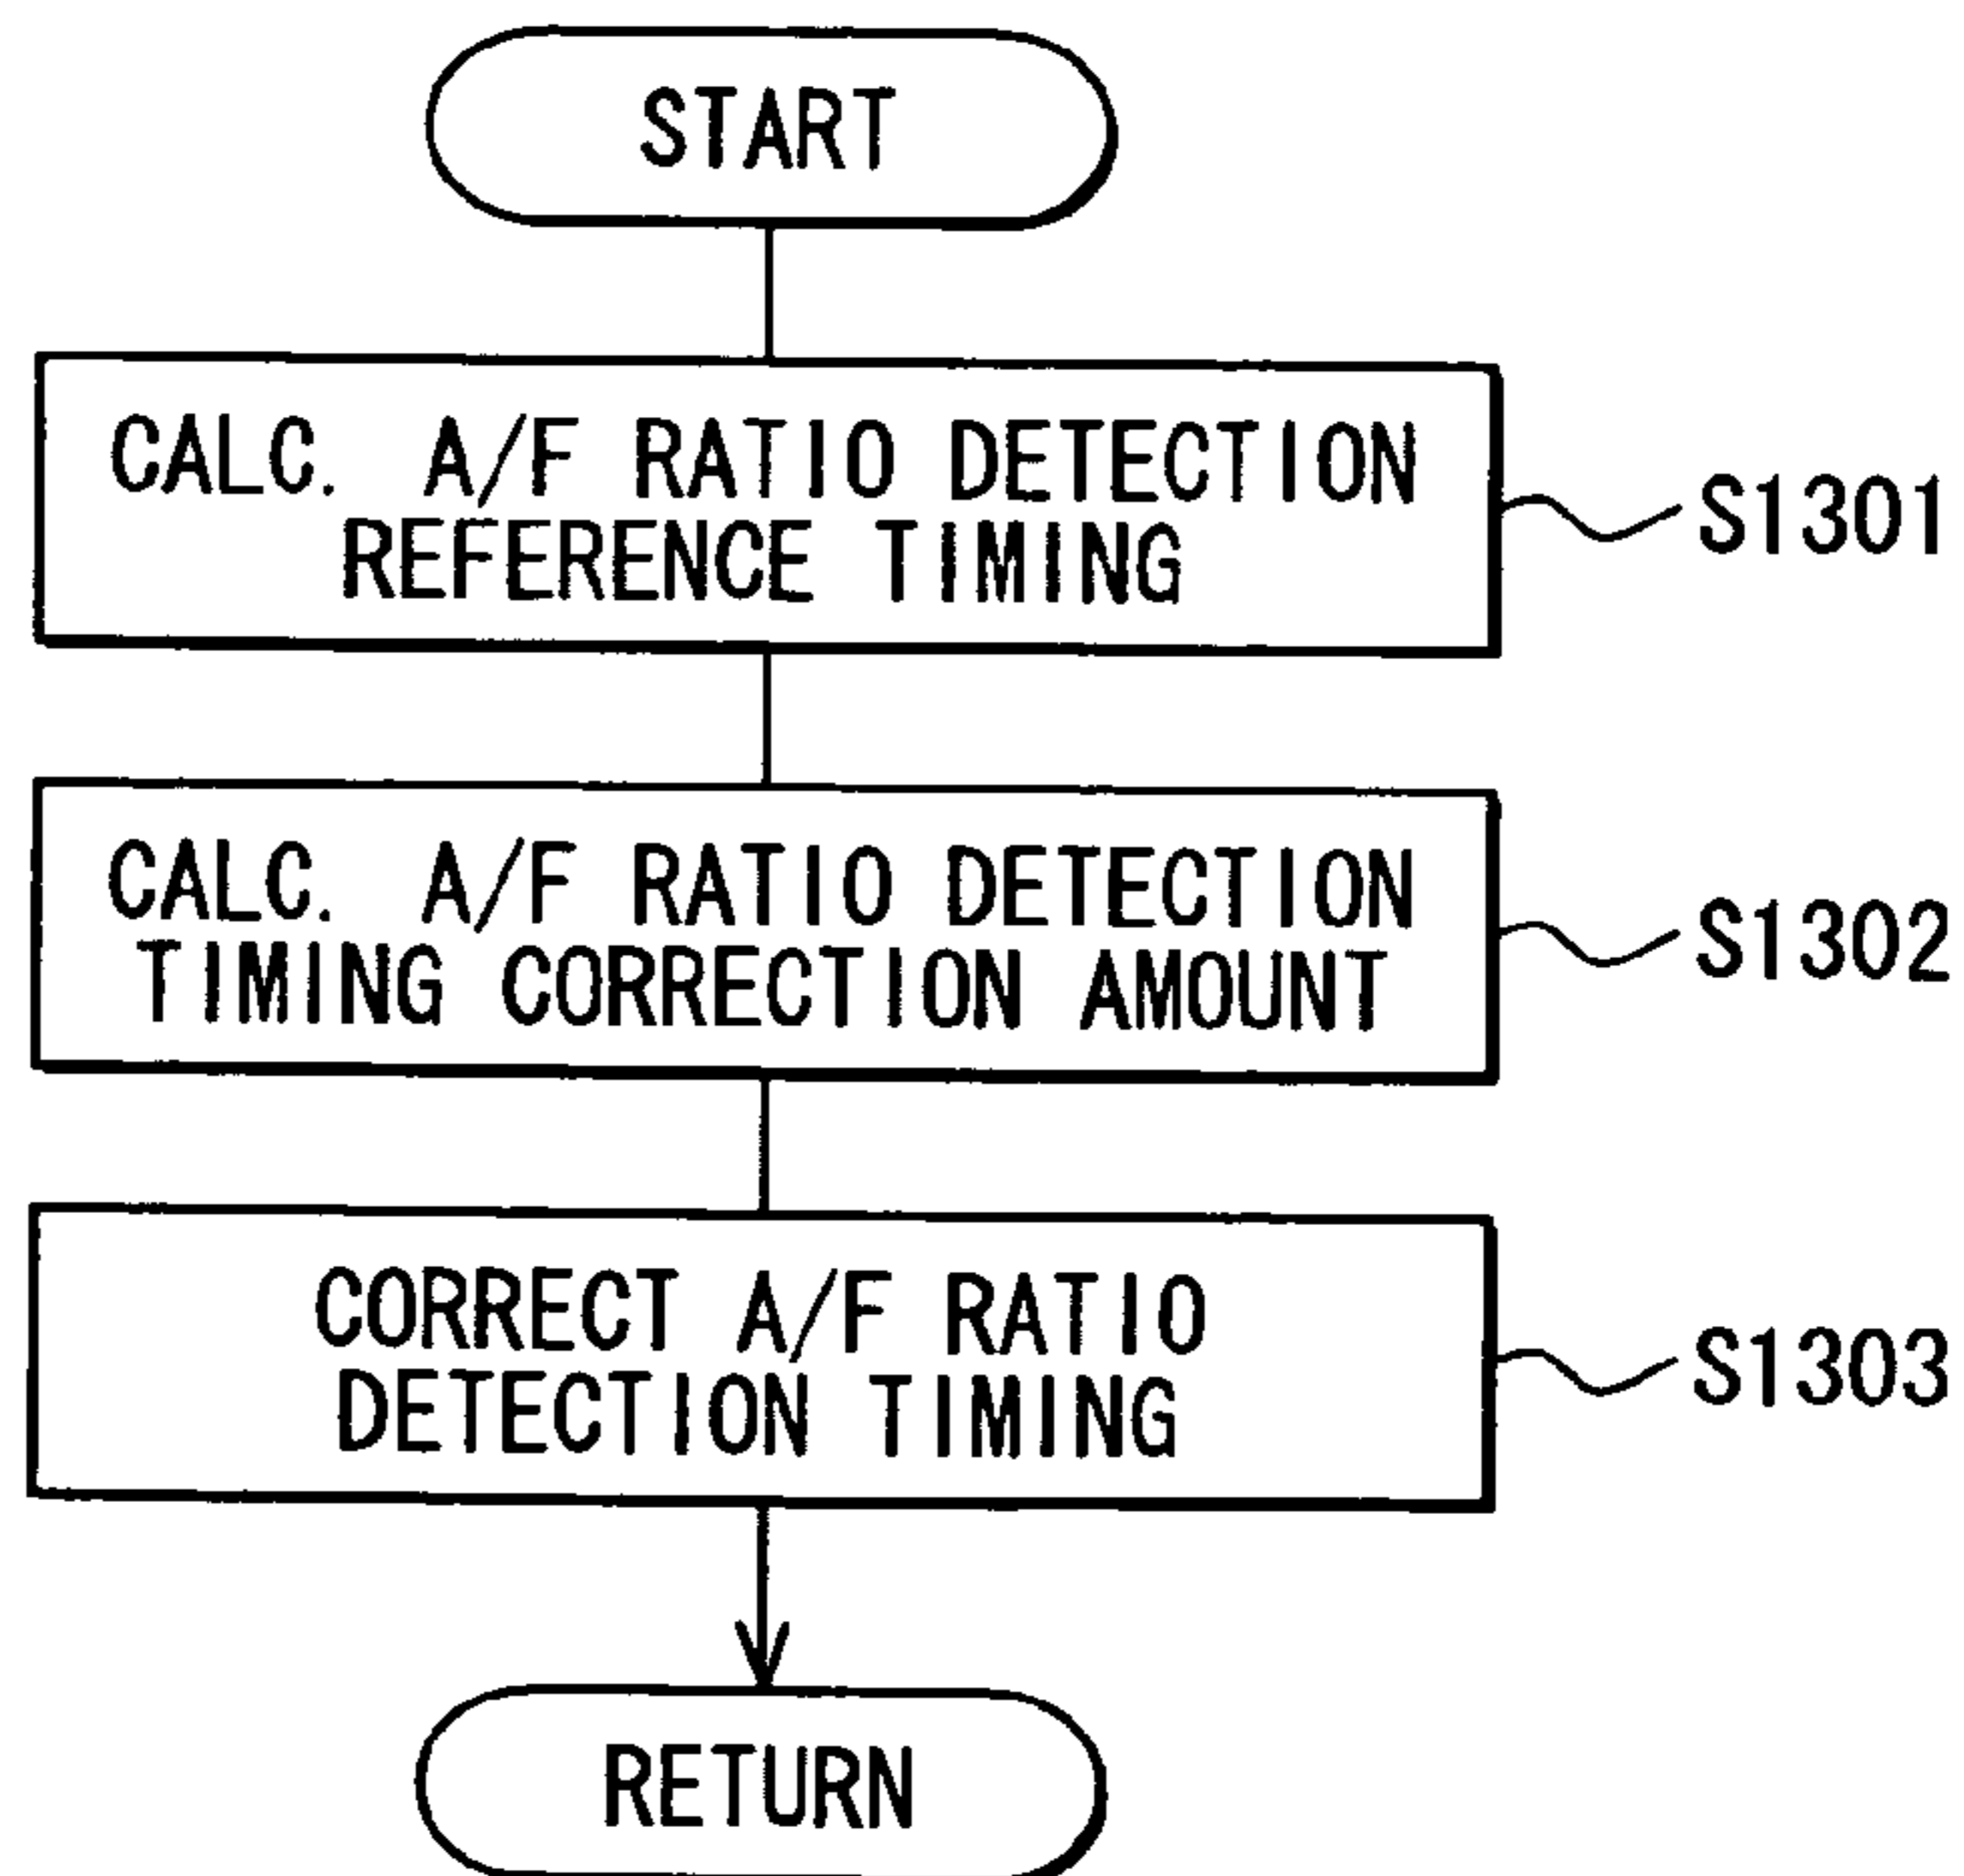 START
CALC. A/F RATIO DETECTION
REFERENCE TIMING
S1301
CALC. A/F RATIO DETECTION
TIMING CORRECTION AMOUNT
S1302
CORRECT A/F RATIO
DETECTION TIMING
S1303
RETURN